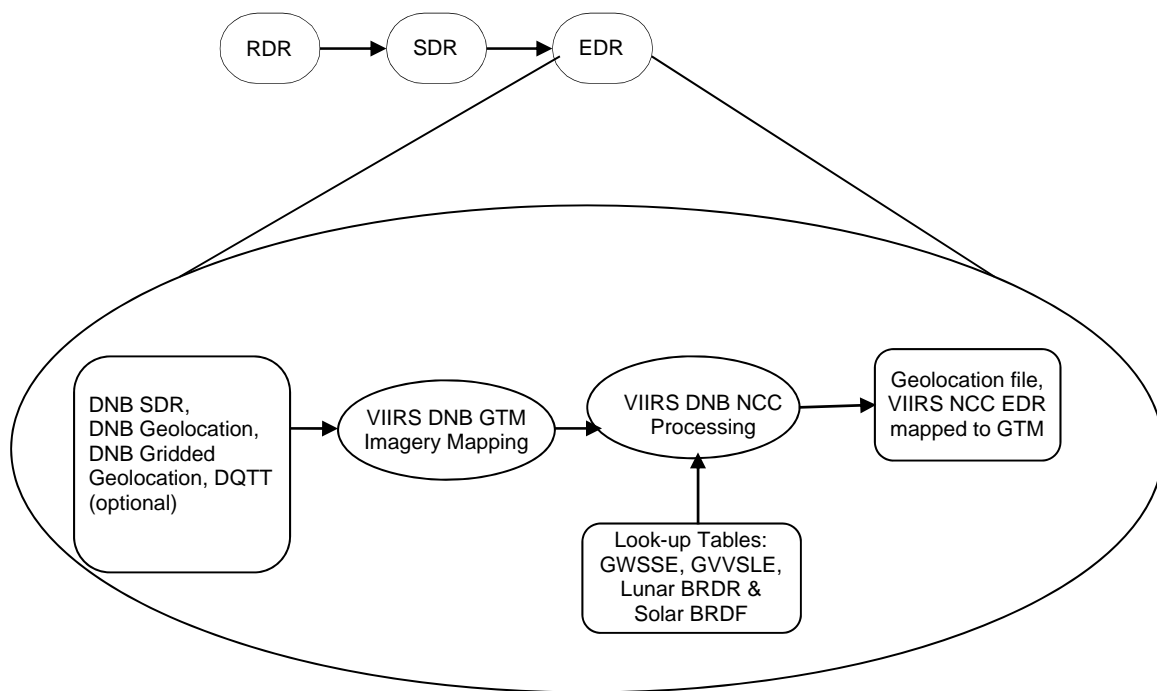 RDR
SDR
EDR
DNB SDR,
DNB Geolocation,
DNB Gridded
Geolocation, DQTT
(optional)
VIIRS DNB GTM
Imagery Mapping
VIIRS DNB NCC
Processing
Geolocation file,
VIIRS NCC EDR
mapped to GTM
Look-up Tables:
GWSSE, GVVSLE,
Lunar BRDR &
Solar BRDF